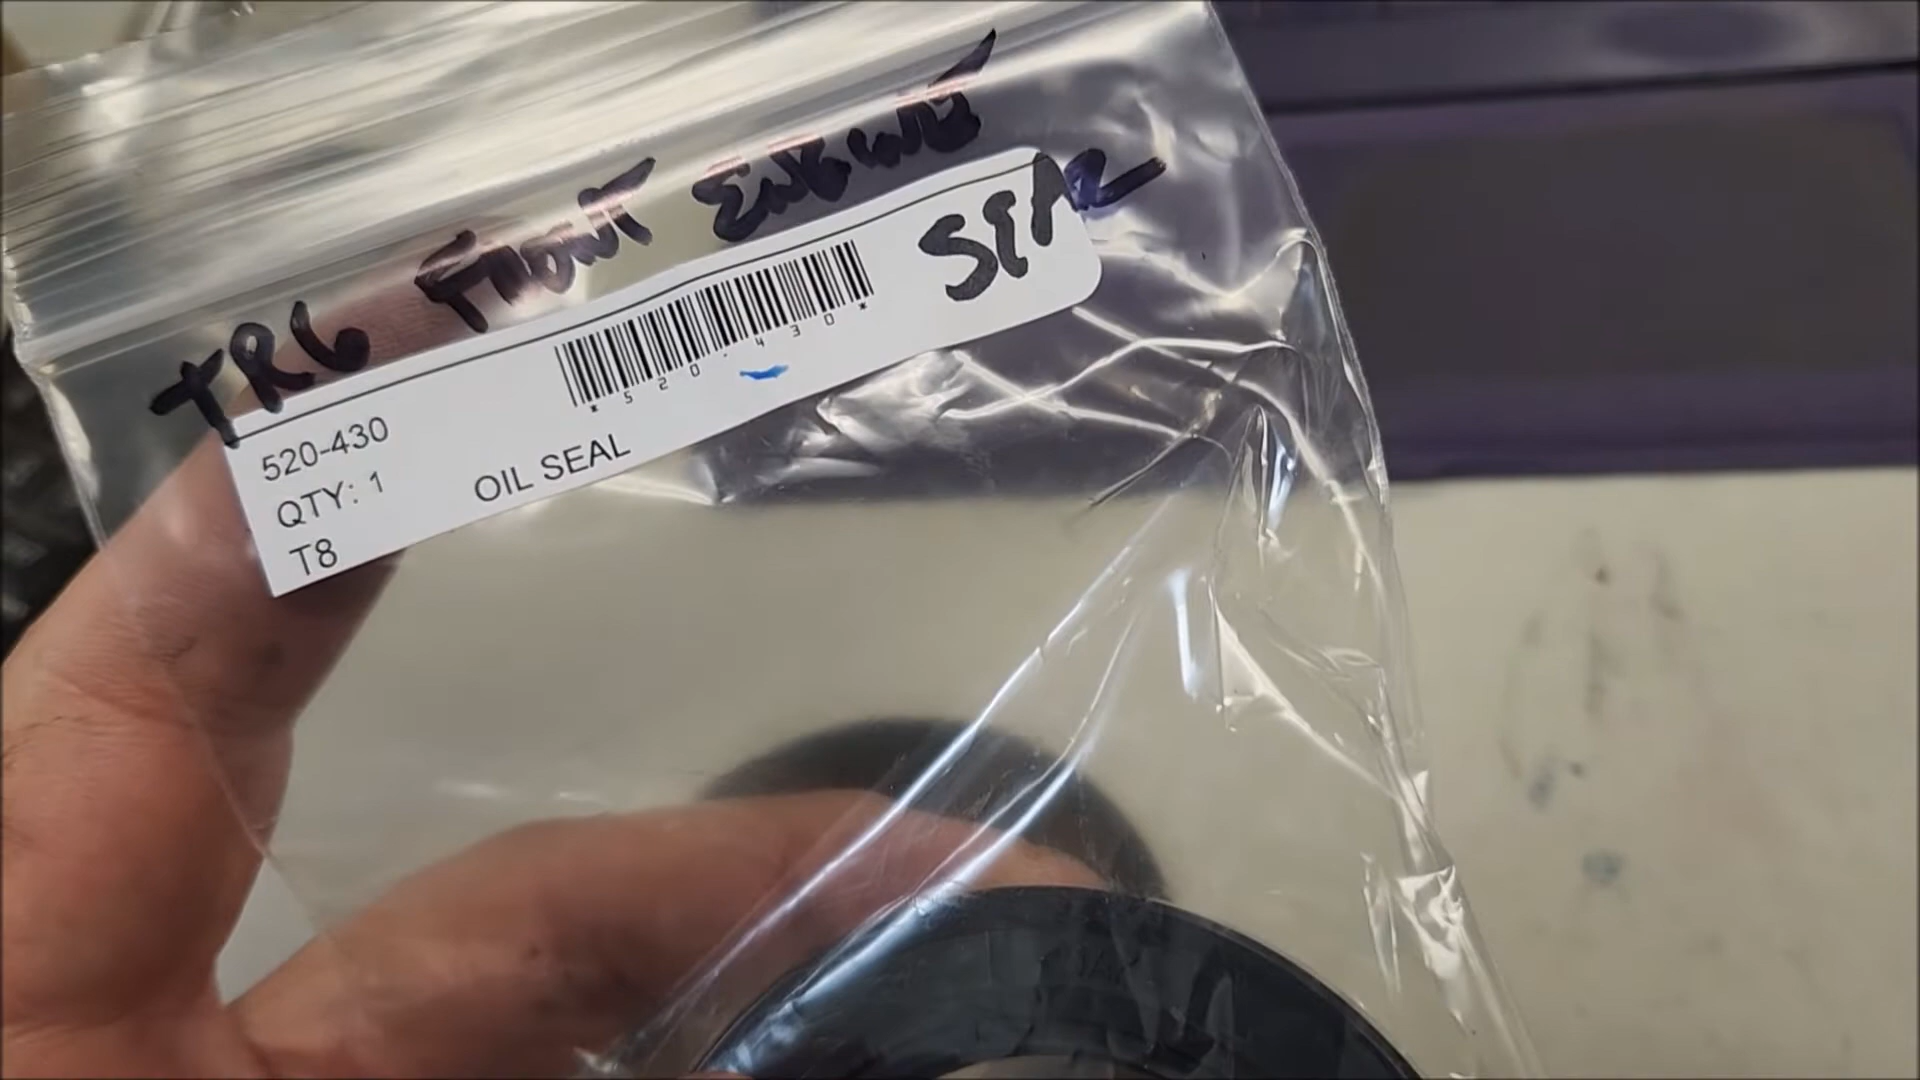 TR6 FRONT ENGINE
SEAL
*520-430*
520-430
QTY: 1
OIL SEAL
T8